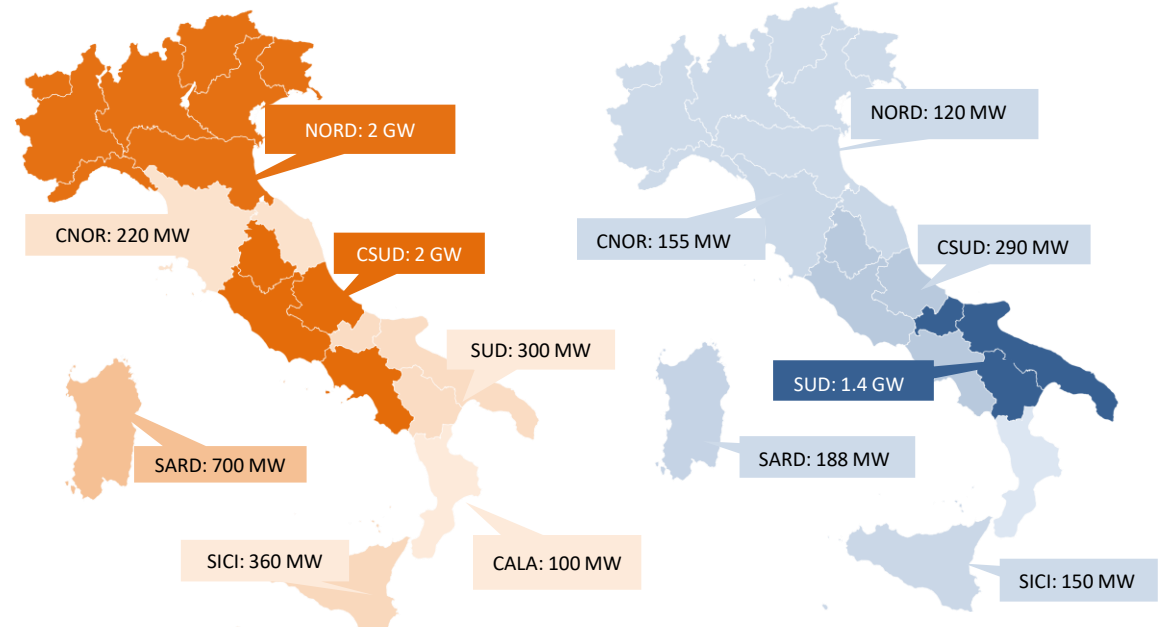 NORD: 2 GW
CNOR: 220 MW
CSUD: 2 GW
SUD: 300 MW
SARD: 700 MW
SICI: 360 MW
CALA: 100 MW
NORD: 120 MW
CNOR: 155 MW
CSUD: 290 MW
SUD: 1.4 GW
SARD: 188 MW
SICI: 150 MW